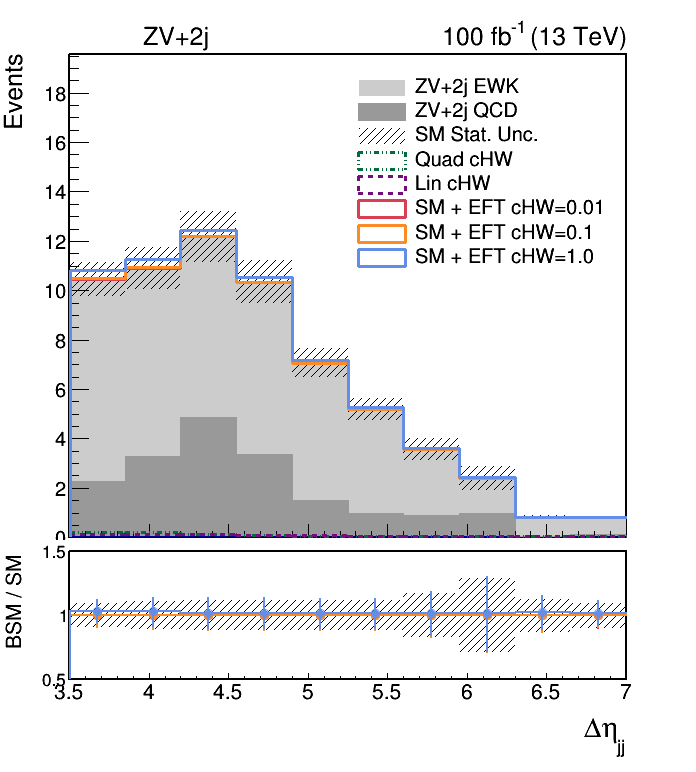 ZV+2j 100 fb-1 (13 TeV)
Events
18
16
14
12
10
8
6
4
2
0
ZV+2j EWK
ZV+2j QCD
SM Stat. Unc.
Quad cHW
Lin cHW
SM + EFT cHW=0.01
SM + EFT cHW=0.1
SM + EFT cHW=1.0
BSM / SM
1.5
1
0.5
3.5 4 4.5 5 5.5 6 6.5 7
Δηjj